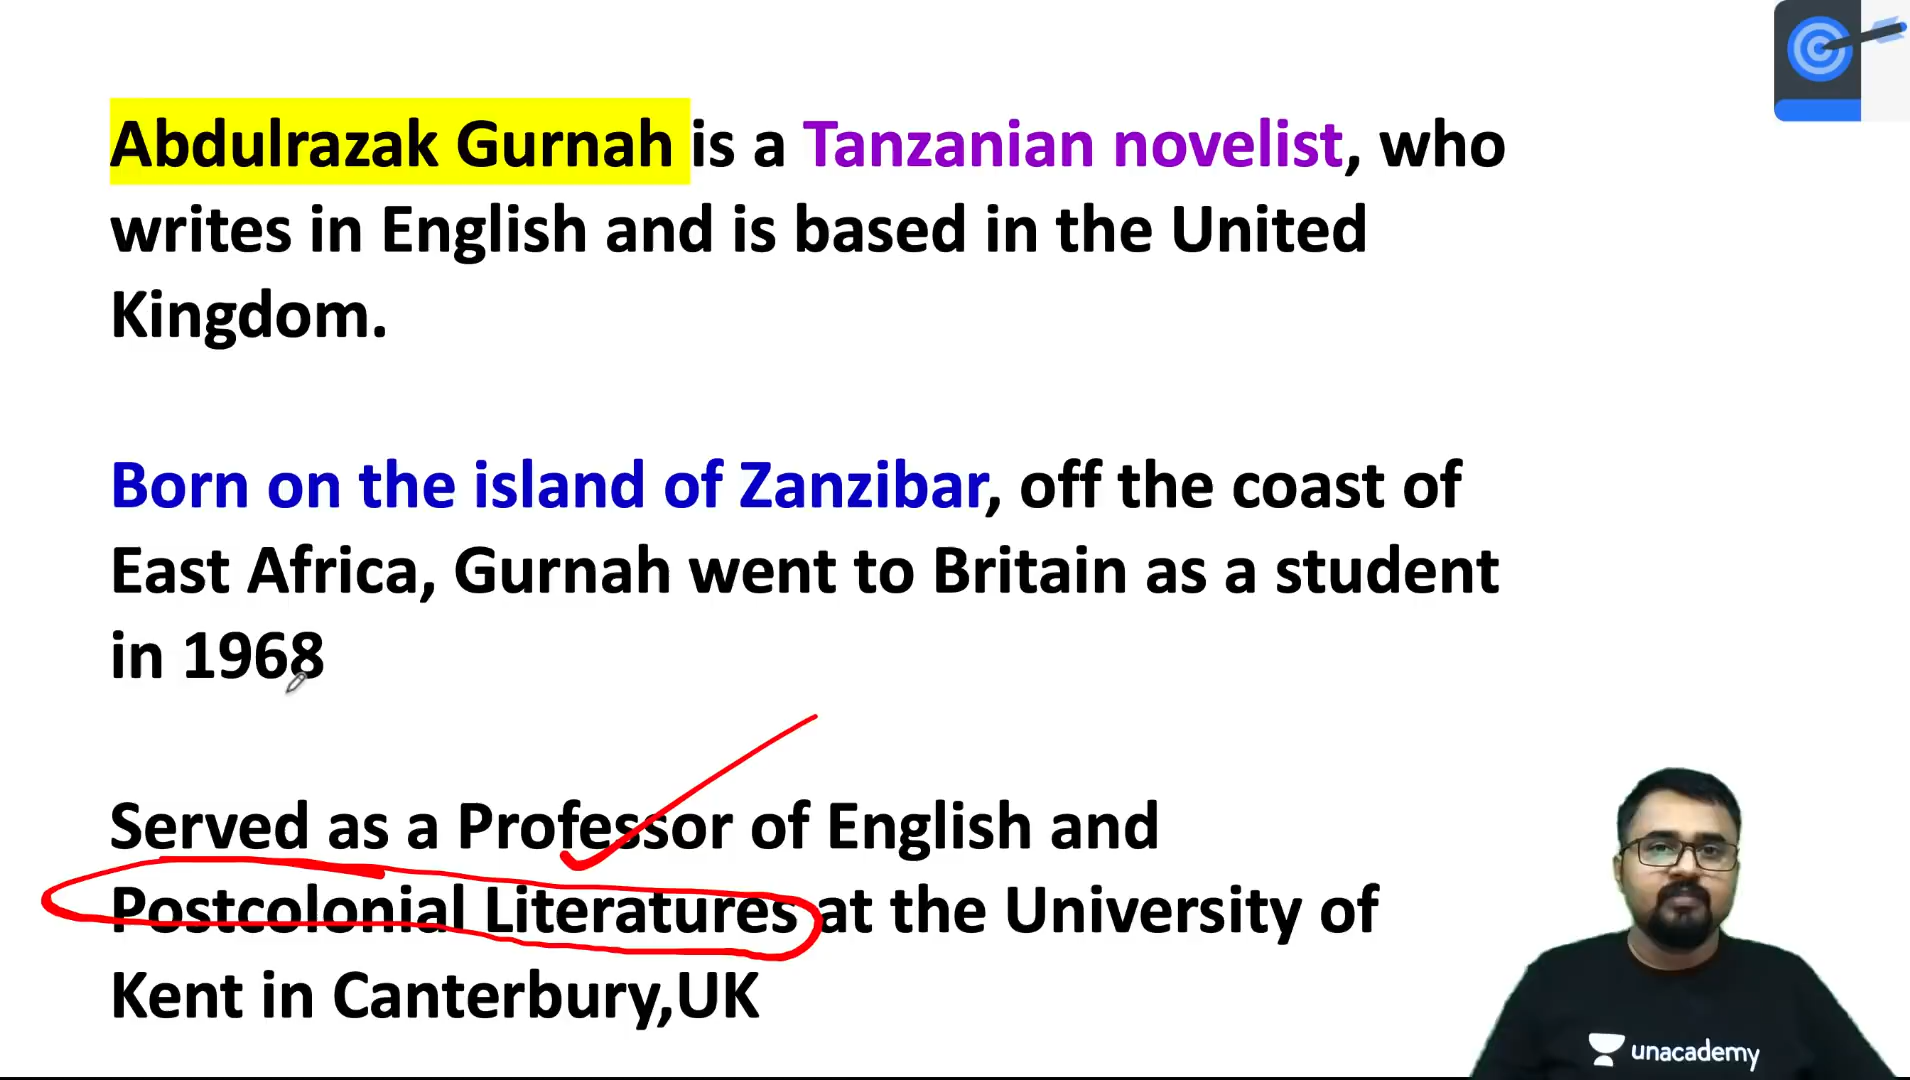 Abdulrazak Gurnah is a Tanzanian novelist, who
writes in English and is based in the United
Kingdom.
Born on the island of Zanzibar, off the coast of
East Africa, Gurnah went to Britain as a student
in 1968
Served as a Professor of English and
Postcolonial Literatures at the University of
Kent in Canterbury,UK
unacademy